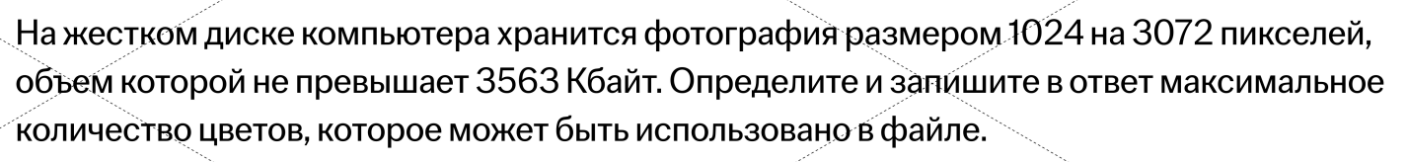 На жестком диске компьютера хранится фотография размером 1024 на 3072 пикселей,
объем которой не превышает 3563 Кбайт. Определите и запишите в ответ максимальное
количество цветов, которое может быть использовано в файле.